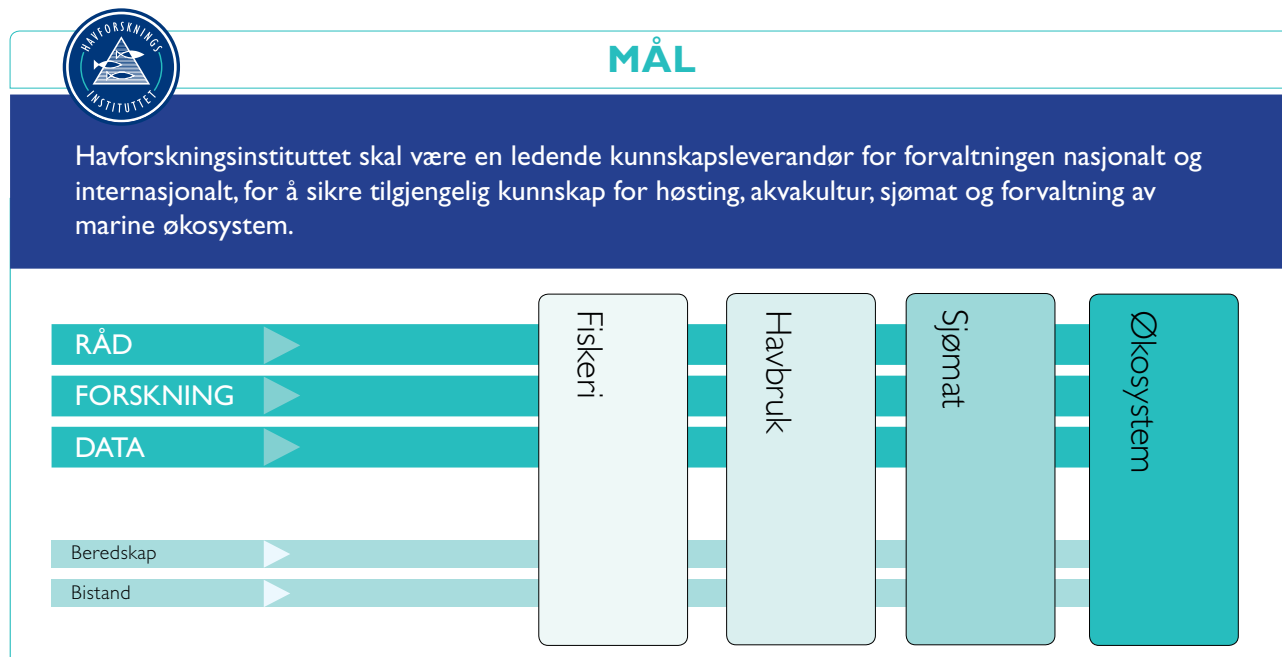 HAVFORSKNINGS
INSTITUTTET
MÅL
Havforskningsinstituttet skal være en ledende kunnskapsleverandør for forvaltningen nasjonalt og
internasjonalt, for å sikre tilgjengelig kunnskap for høsting, akvakultur, sjømat og forvaltning av
marine økosystem.
RÅD
FORSKNING
DATA
Beredskap
Bistand
Fiskeri
Havbruk
Sjømat
Økosystem